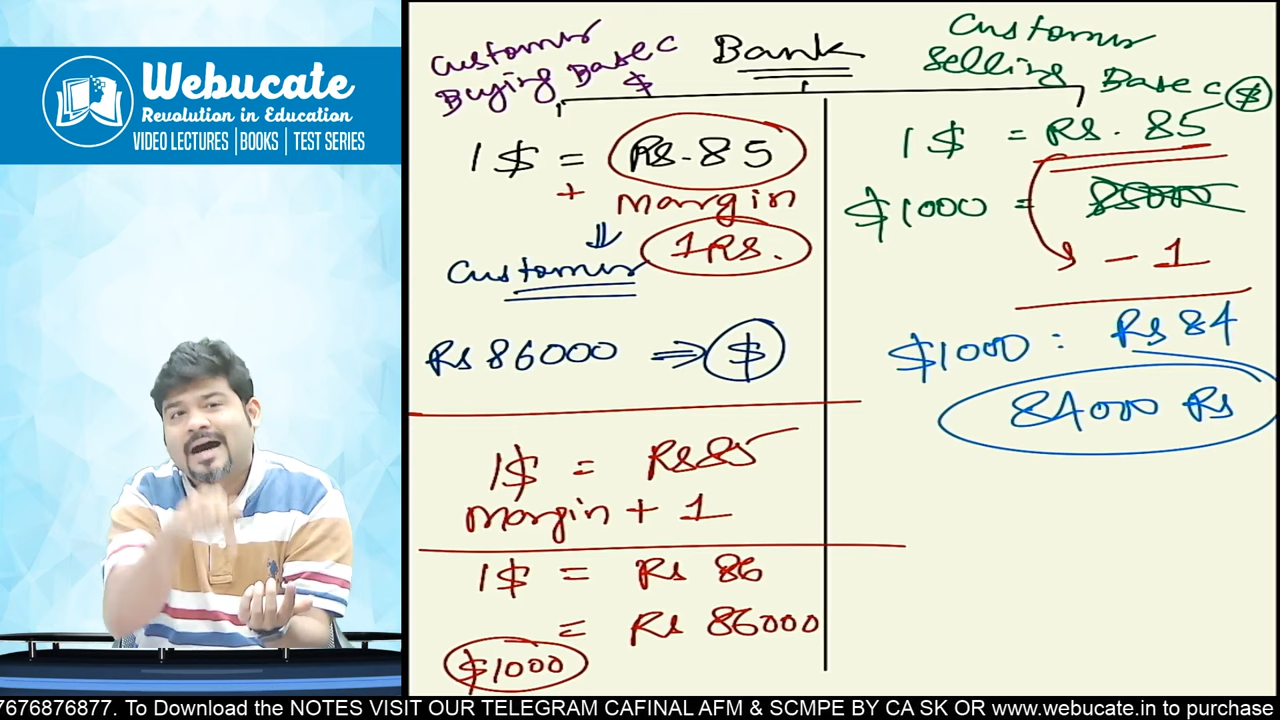 Webucate
Revolution in Education
VIDEO LECTURES | BOOKS | TEST SERIES
Bank
Customer
Buying Base C
$
1$ = Rs.85
+ Margin
1 Rs.
Customer
Rs 86000 ⇒ $
1$ = Rs 85
Margin + 1
1$ = Rs 86
= Rs 86000
$1000
Customer
Selling
Base C $
1$ = Rs. 85
$1000 = 85000
- 1
$1000 : Rs 84
84000 Rs
7676876877. To Download the NOTES VISIT OUR TELEGRAM CAFINAL AFM & SCMPE BY CA SK OR www.webucate.in to purchase